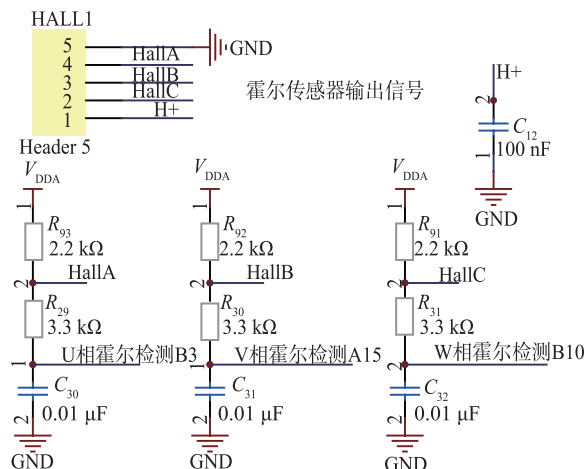 HALL1
5 GND
4 HallA
3 HallB
2 HallC
1 H+
Header 5
霍尔传感器输出信号
H+
2
C12
100 nF
1
GND
VDDA VDDA VDDA
1 1 1
R93 R92 R91
2.2 kΩ 2.2 kΩ 2.2 kΩ
2 HallA 2 HallB 2 HallC
R29 R30 R31
3.3 kΩ 3.3 kΩ 3.3 kΩ
1 U相霍尔检测B3 1 V相霍尔检测A15 2 W相霍尔检测B10
C30 C31 C32
0.01 μF 0.01 μF 0.01 μF
2 2 2
GND GND GND